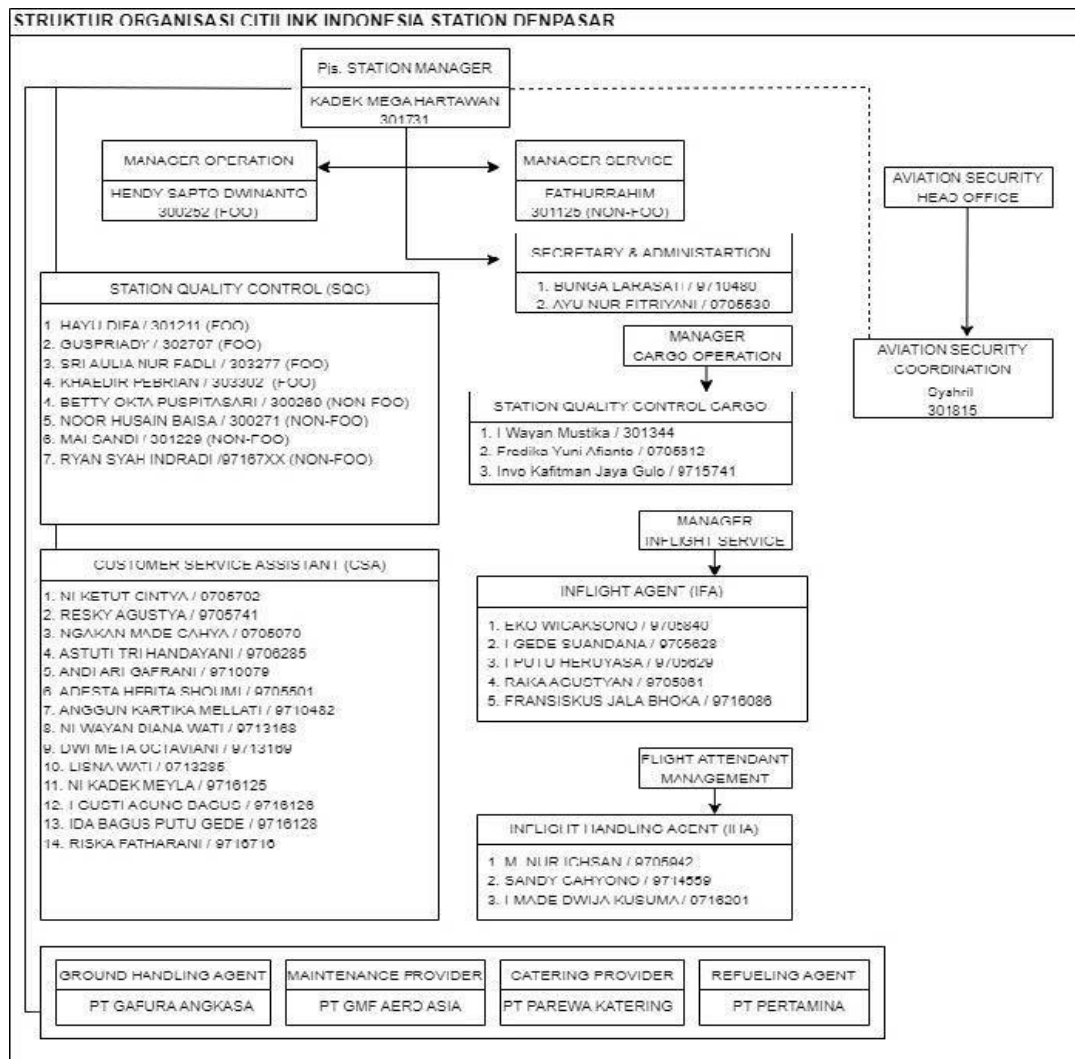 STRUKTUR ORGANISASI CITILINK INDONESIA STATION DENPASAR
Pjs. STATION MANAGER
KADEK MEGA HARTAWAN
301731
MANAGER OPERATION
HENDY SAPTO DWINANTO
300252 (FOO)
MANAGER SERVICE
FATHURRAHIM
301125 (NON-FOO)
AVIATION SECURITY
HEAD OFFICE
SECRETARY & ADMINISTARTION
1. BUNGA LARASATI / 9710480
2. AYU NUR FITRIYANI / 0705530
STATION QUALITY CONTROL (SQC)
1. HAYU DIFA / 301211 (FOO)
2. GUSPRIADY / 302707 (FOO)
3. SRI AULIA NUR FADLI / 303277 (FOO)
4. KHAEDIR PEBRIAN / 303302 (FOO)
4. BETTY OKTA PUSPITASARI / 300260 (NON-FOO)
5. NOOR HUSAIN BAISA / 300271 (NON-FOO)
6. MAI SANDI / 301229 (NON-FOO)
7. RYAN SYAH INDRADI /97167XX (NON-FOO)
MANAGER
CARGO OPERATION
STATION QUALITY CONTROL CARGO
1. I Wayan Mustika / 301344
2. Fredika Yuni Afianto / 0705812
3. Invo Kafitman Jaya Gulo / 9715741
AVIATION SECURITY
COORDINATION
Syahril
301815
MANAGER
INFLIGHT SERVICE
INFLIGHT AGENT (IFA)
1. EKO WICAKSONO / 9705840
2. I GEDE SUANDANA / 9705628
3. I PUTU HERUYASA / 9705629
4. RAKA AGUSTYAN /
5. FRANSISKUS JALA BHOKA / 9716086
CUSTOMER SERVICE ASSISTANT (CSA)
1. NI KETUT CINTYA / 0705702
2. RESKY AGUSTYA / 9705741
3. NGAKAN MADE CAHYA / 0705070
4. ASTUTI TRI HANDAYANI / 9706285
5. ANDI ARI GAFRANI / 9710079
6. ADESTA HERITA SHOUMI / 9705501
7. ANGGUN KARTIKA MELLATI / 9710482
8. NI WAYAN DIANA WATI / 9713168
9. DWI META OCTAVIANI / 9713169
10. LISNA WATI / 0713285
11. NI KADEK MEYLA / 9716125
12. I GUSTI AGUNG BAGUS / 9716126
13. IDA BAGUS PUTU GEDE / 9716128
14. RISKA FATHARANI / 9716716
FLIGHT ATTENDANT
MANAGEMENT
INFLIGHT HANDLING AGENT (IHA)
1. M. NUR ICHSAN / 9705942
2. SANDY CAHYONO / 9714559
3. I MADE DWIJA KUSUMA / 0716201
GROUND HANDLING AGENT
PT GAFURA ANGKASA
MAINTENANCE PROVIDER
PT GMF AERO ASIA
CATERING PROVIDER
PT PAREWA KATERING
REFUELING AGENT
PT PERTAMINA